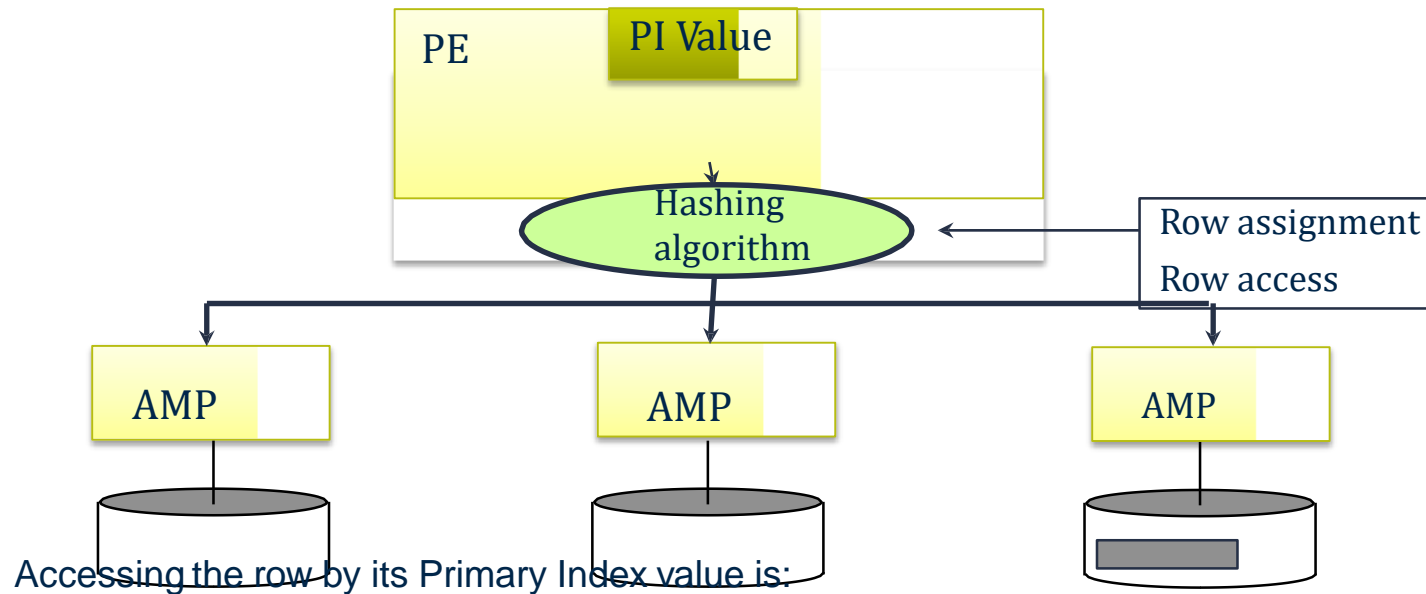 PE
PI Value
Hashing
algorithm
Row assignment
Row access
AMP
AMP
AMP
Accessing the row by its Primary Index value is: